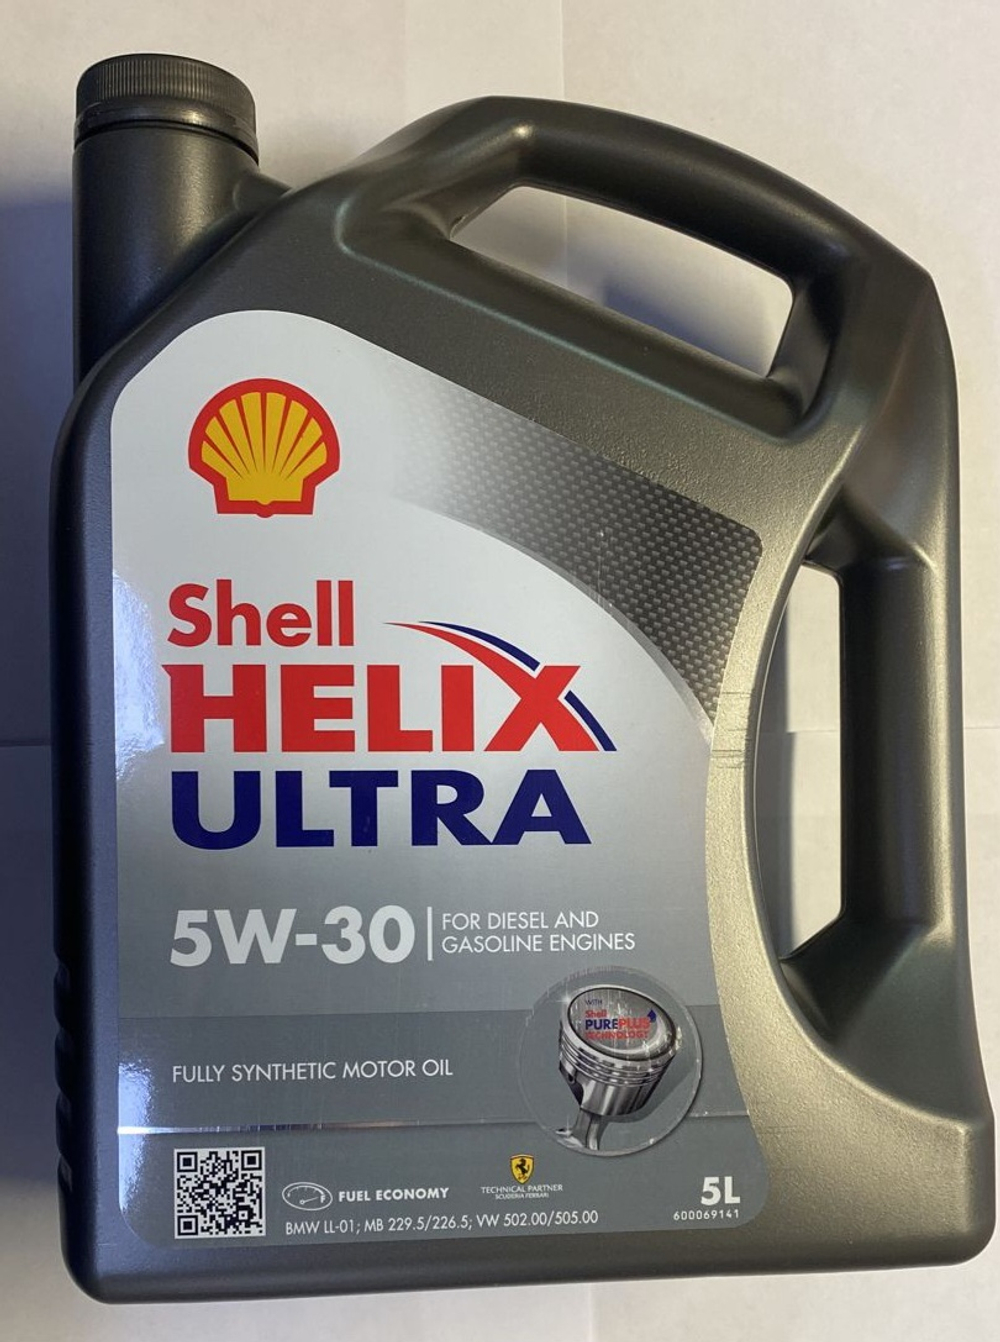 Shell
HELIX
ULTRA
5W-30
FOR DIESEL AND
GASOLINE ENGINES
WITH
Shell
PUREPLUS
TECHNOLOGY
FULLY SYNTHETIC MOTOR OIL
FUEL ECONOMY
TECHNICAL PARTNER
SCUDERIA FERRARI
BMW LL-01; MB 229.5/226.5; VW 502.00/505.00
5L
600069141